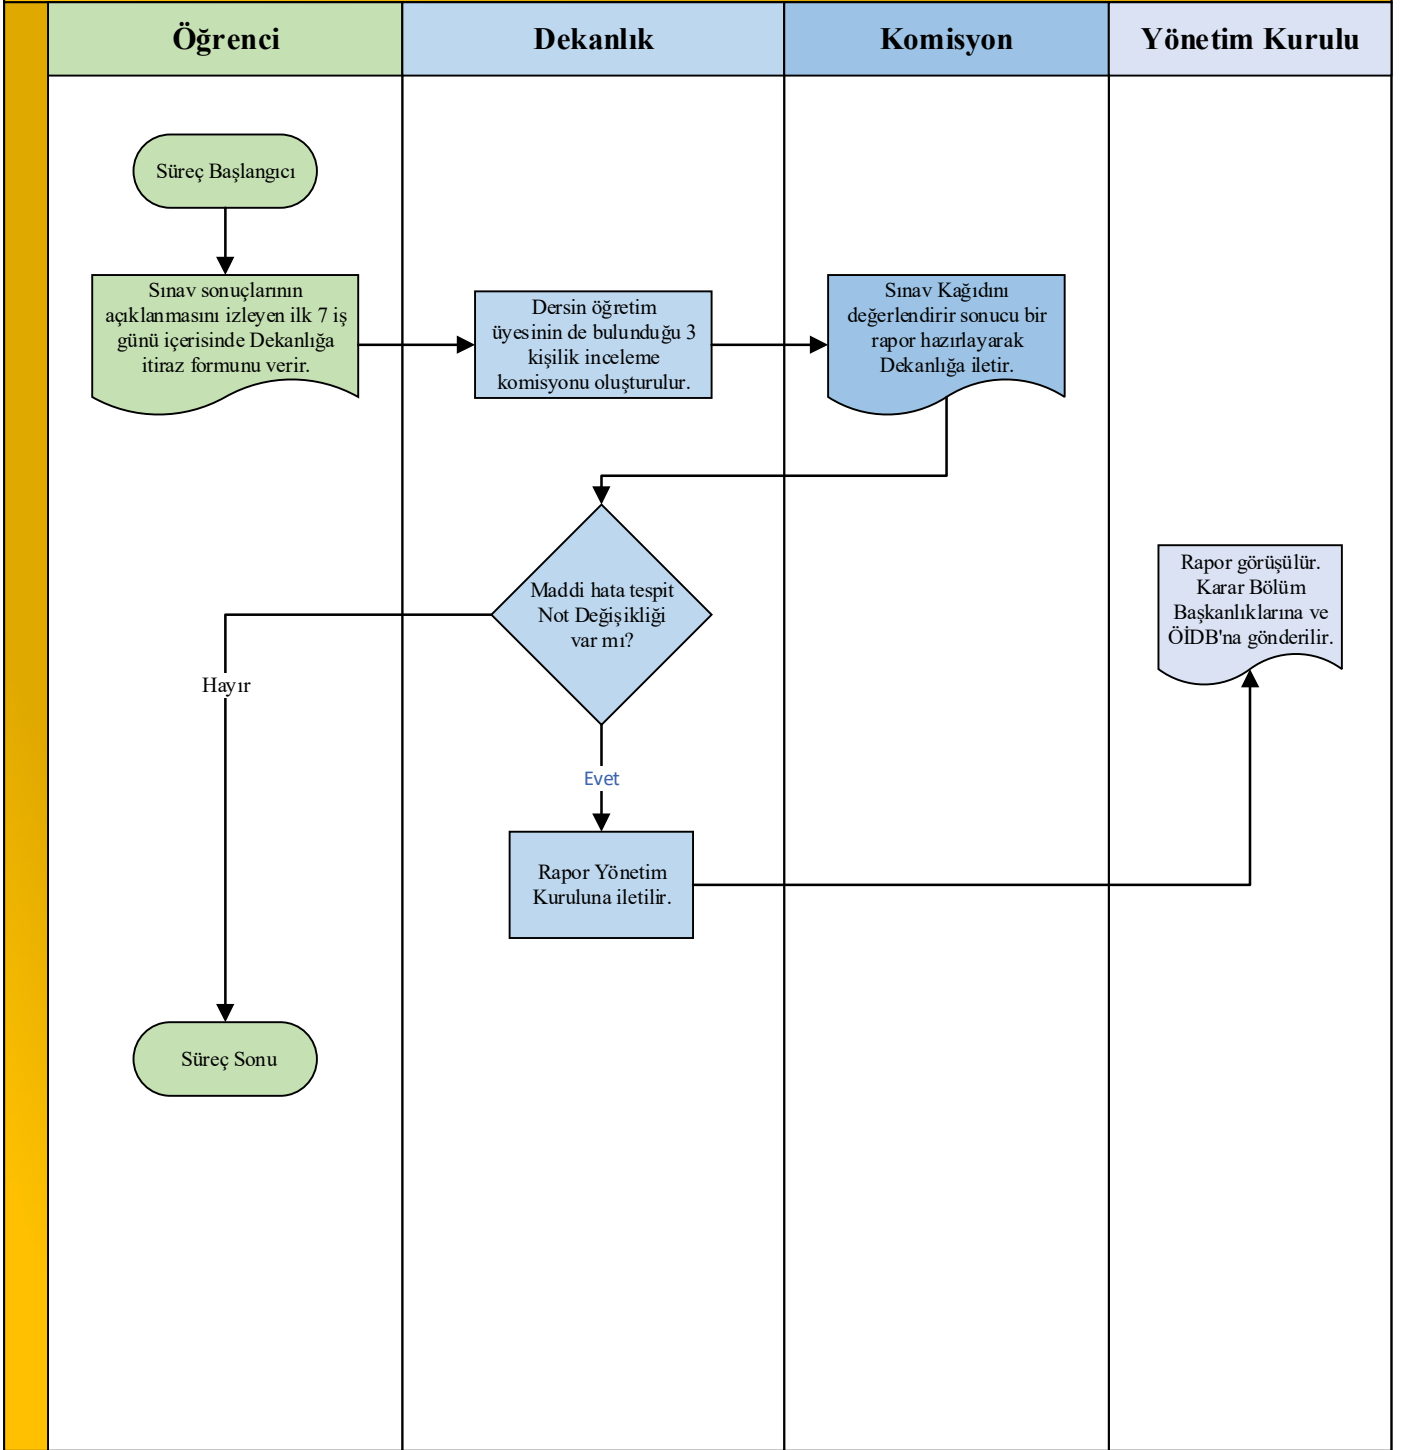 Öğrenci
Dekanlık
Komisyon
Yönetim Kurulu
Süreç Başlangıcı
Sınav sonuçlarının
açıklanmasını izleyen ilk 7 iş
günü içerisinde Dekanlığa
itiraz formunu verir.
Dersin öğretim
üyesinin de bulunduğu 3
kişilik inceleme
komisyonu oluşturulur.
Sınav Kağıdını
değerlendirir sonucu bir
rapor hazırlayarak
Dekanlığa iletir.
Maddi hata tespit
Not Değişikliği
var mı?
Rapor görüşülür.
Karar Bölüm
Başkanlıklarına ve
ÖİDB'na gönderilir.
Hayır
Evet
Rapor Yönetim
Kuruluna iletilir.
Süreç Sonu